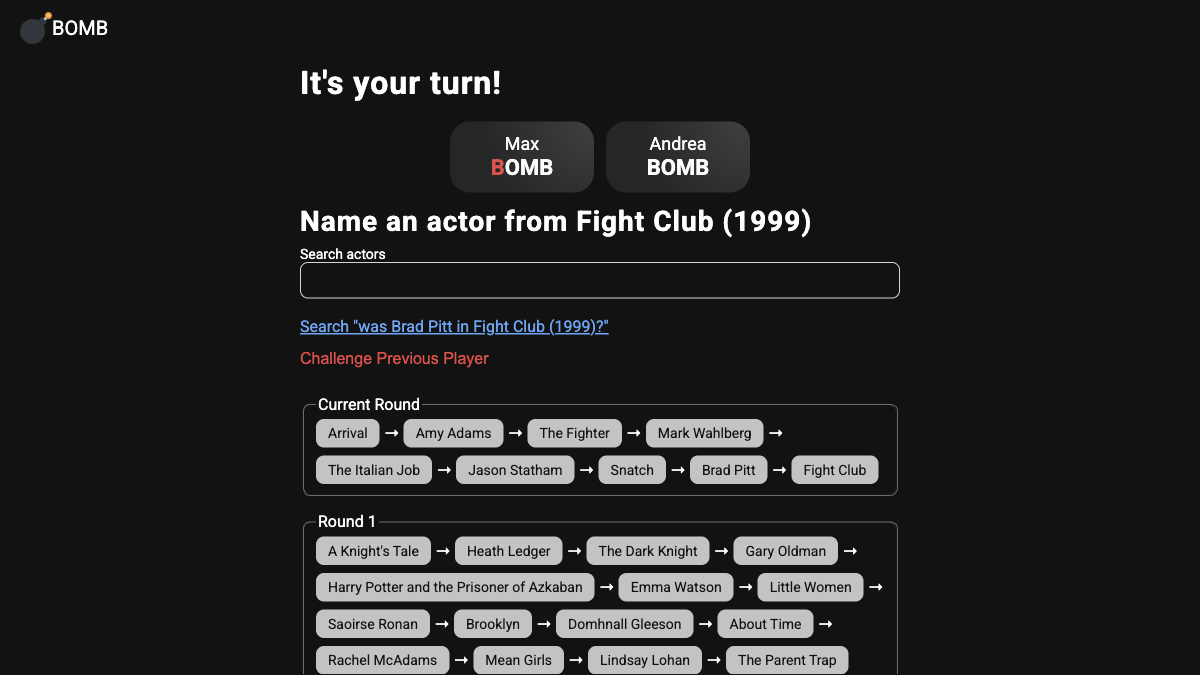 BOMB
It's your turn!
Max
BOMB
Andrea
BOMB
Name an actor from Fight Club (1999)
Search actors
Search "was Brad Pitt in Fight Club (1999)?"
Challenge Previous Player
Current Round
Arrival → Amy Adams → The Fighter → Mark Wahlberg →
The Italian Job → Jason Statham → Snatch → Brad Pitt → Fight Club
Round 1
A Knight's Tale → Heath Ledger → The Dark Knight → Gary Oldman →
Harry Potter and the Prisoner of Azkaban → Emma Watson → Little Women →
Saoirse Ronan → Brooklyn → Domhnall Gleeson → About Time →
Rachel McAdams → Mean Girls → Lindsay Lohan → The Parent Trap